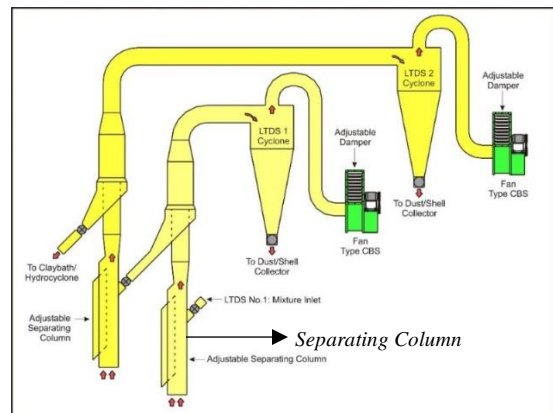 LTDS 2
Cyclone
Adjustable
Damper
LTDS 1
Cyclone
Adjustable
Damper
Fan
Type CBS
To Dust/Shell
Collector
Fan
Type CBS
To Dust/Shell
Collector
To Claybath/
Hydrocyclone
LTDS No.1: Mixture Inlet
Adjustable
Separating
Column
Separating Column
Adjustable Separating Column